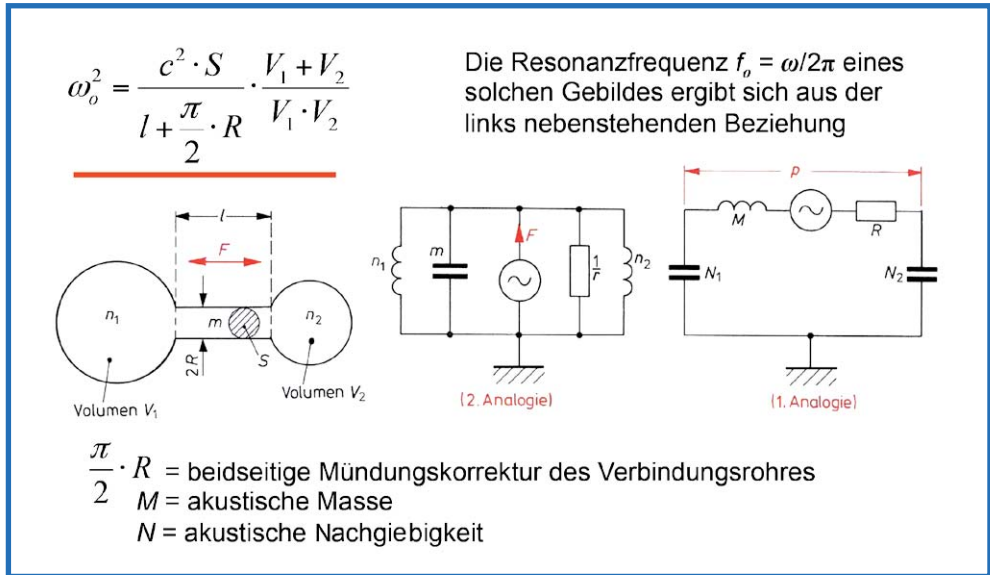 ω_o² = (c² · S) / (l + π/2 · R) · (V₁ + V₂) / (V₁ · V₂)
Die Resonanzfrequenz f_o = ω/2π eines
solchen Gebildes ergibt sich aus der
links nebenstehenden Beziehung
l
F
n₁
m
n₂
2R
S
Volumen V₁
Volumen V₂
n₁
m
F
1/r
n₂
(2. Analogie)
p
M
R
N₁
N₂
(1. Analogie)
π/2 · R = beidseitige Mündungskorrektur des Verbindungsrohres
M = akustische Masse
N = akustische Nachgiebigkeit